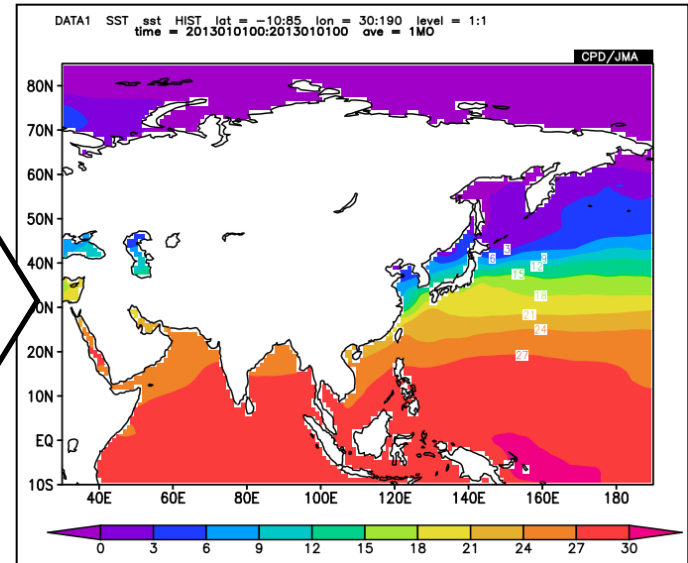 DATA1 SST sst HIST lat = -10:85 lon = 30:190 level = 1:1
time = 2013010100:2013010100 ave = 1MO
CPD/JMA
80N
70N
60N
50N
40N
30N
20N
10N
EQ
10S
3
6
9
12
15
18
21
24
27
40E 60E 80E 100E 120E 140E 160E 180
0 3 6 9 12 15 18 21 24 27 30